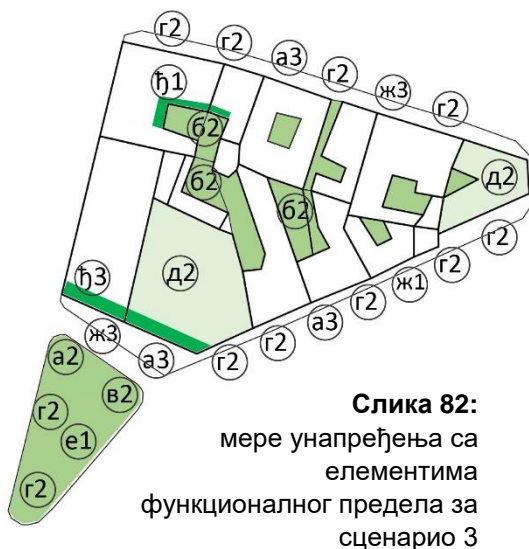 г2
г2
а3
г2
ж3
г2
ђ1
б2
б2
б2
д2
г2
ђ3
д2
г2
ж1
г2
а3
г2
г2
ж3
а3
а2
в2
г2
е1
г2
Слика 82:
мере унапређења са
елементима
функционалног предела за
сценарио 3